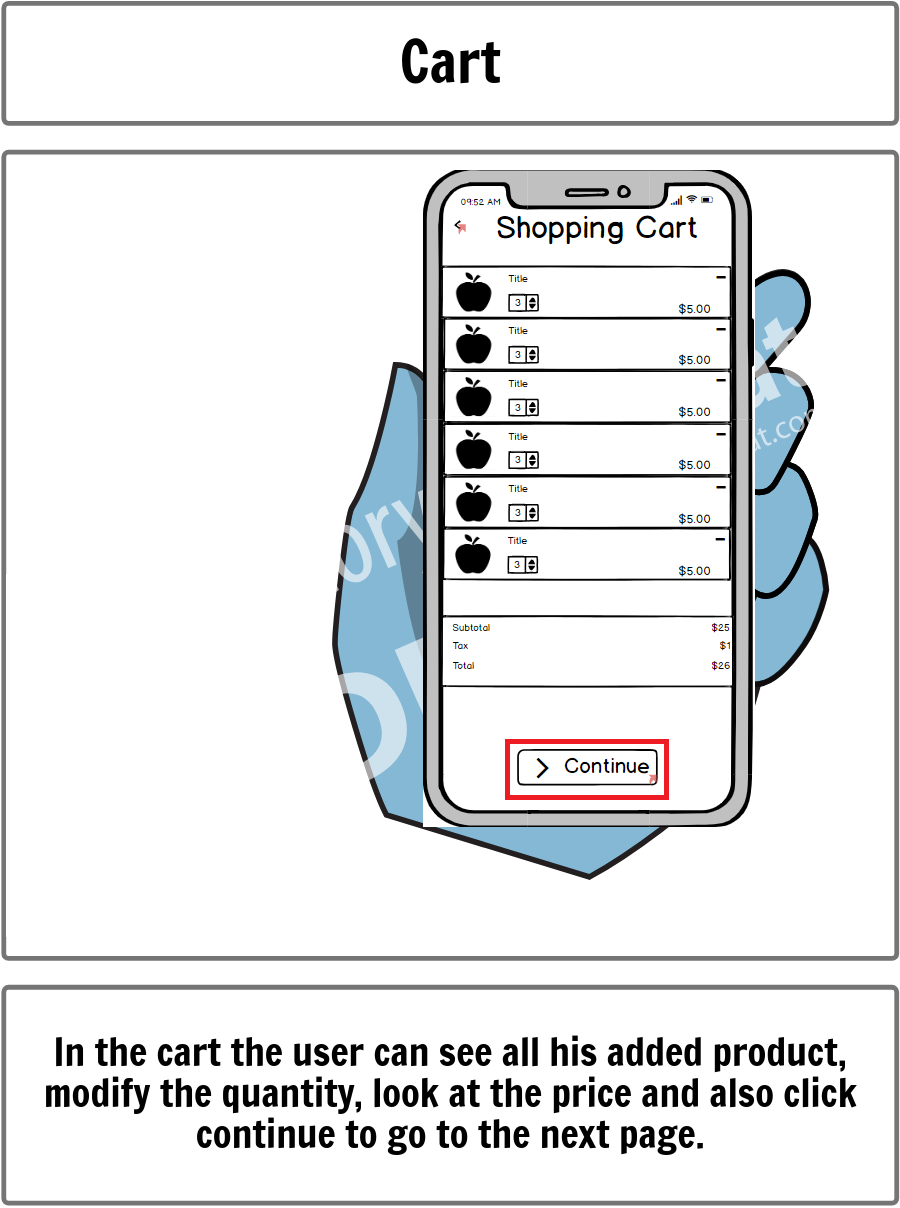 Cart
09:52 AM
Shopping Cart
Title
3
$5.00
Title
3
$5.00
Title
3
$5.00
Title
3
$5.00
Title
3
$5.00
Title
3
$5.00
Subtotal $25
Tax $1
Total $26
Continue
In the cart the user can see all his added product,
modify the quantity, look at the price and also click
continue to go to the next page.